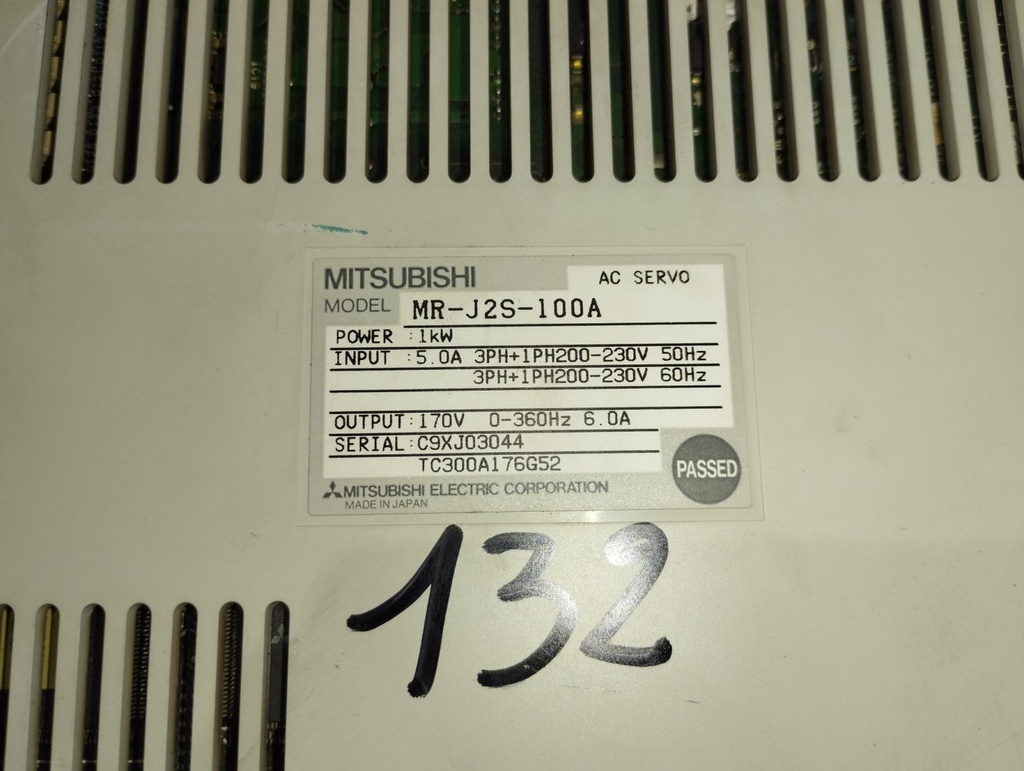 MITSUBISHI
AC SERVO
MODEL MR-J2S-100A
POWER :1kW
INPUT :5.0A 3PH+1PH200-230V 50Hz
3PH+1PH200-230V 60Hz
OUTPUT:170V 0-360Hz 6.0A
SERIAL:C9XJ03044
TC300A176G52
PASSED
MITSUBISHI ELECTRIC CORPORATION
MADE IN JAPAN
132